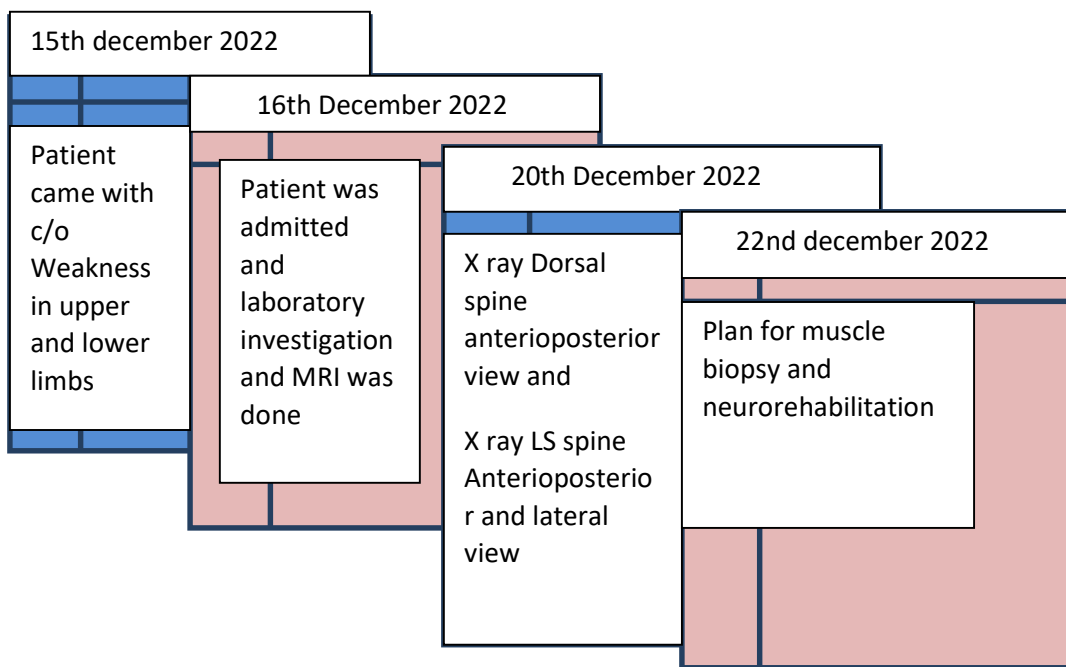 15th december 2022
Patient
came with
c/o
Weakness
in upper
and lower
limbs
16th December 2022
Patient was
admitted
and
laboratory
investigation
and MRI was
done
20th December 2022
X ray Dorsal
spine
anterioposterior
view and
X ray LS spine
Anterioposterio
r and lateral
view
22nd december 2022
Plan for muscle
biopsy and
neurorehabilitation